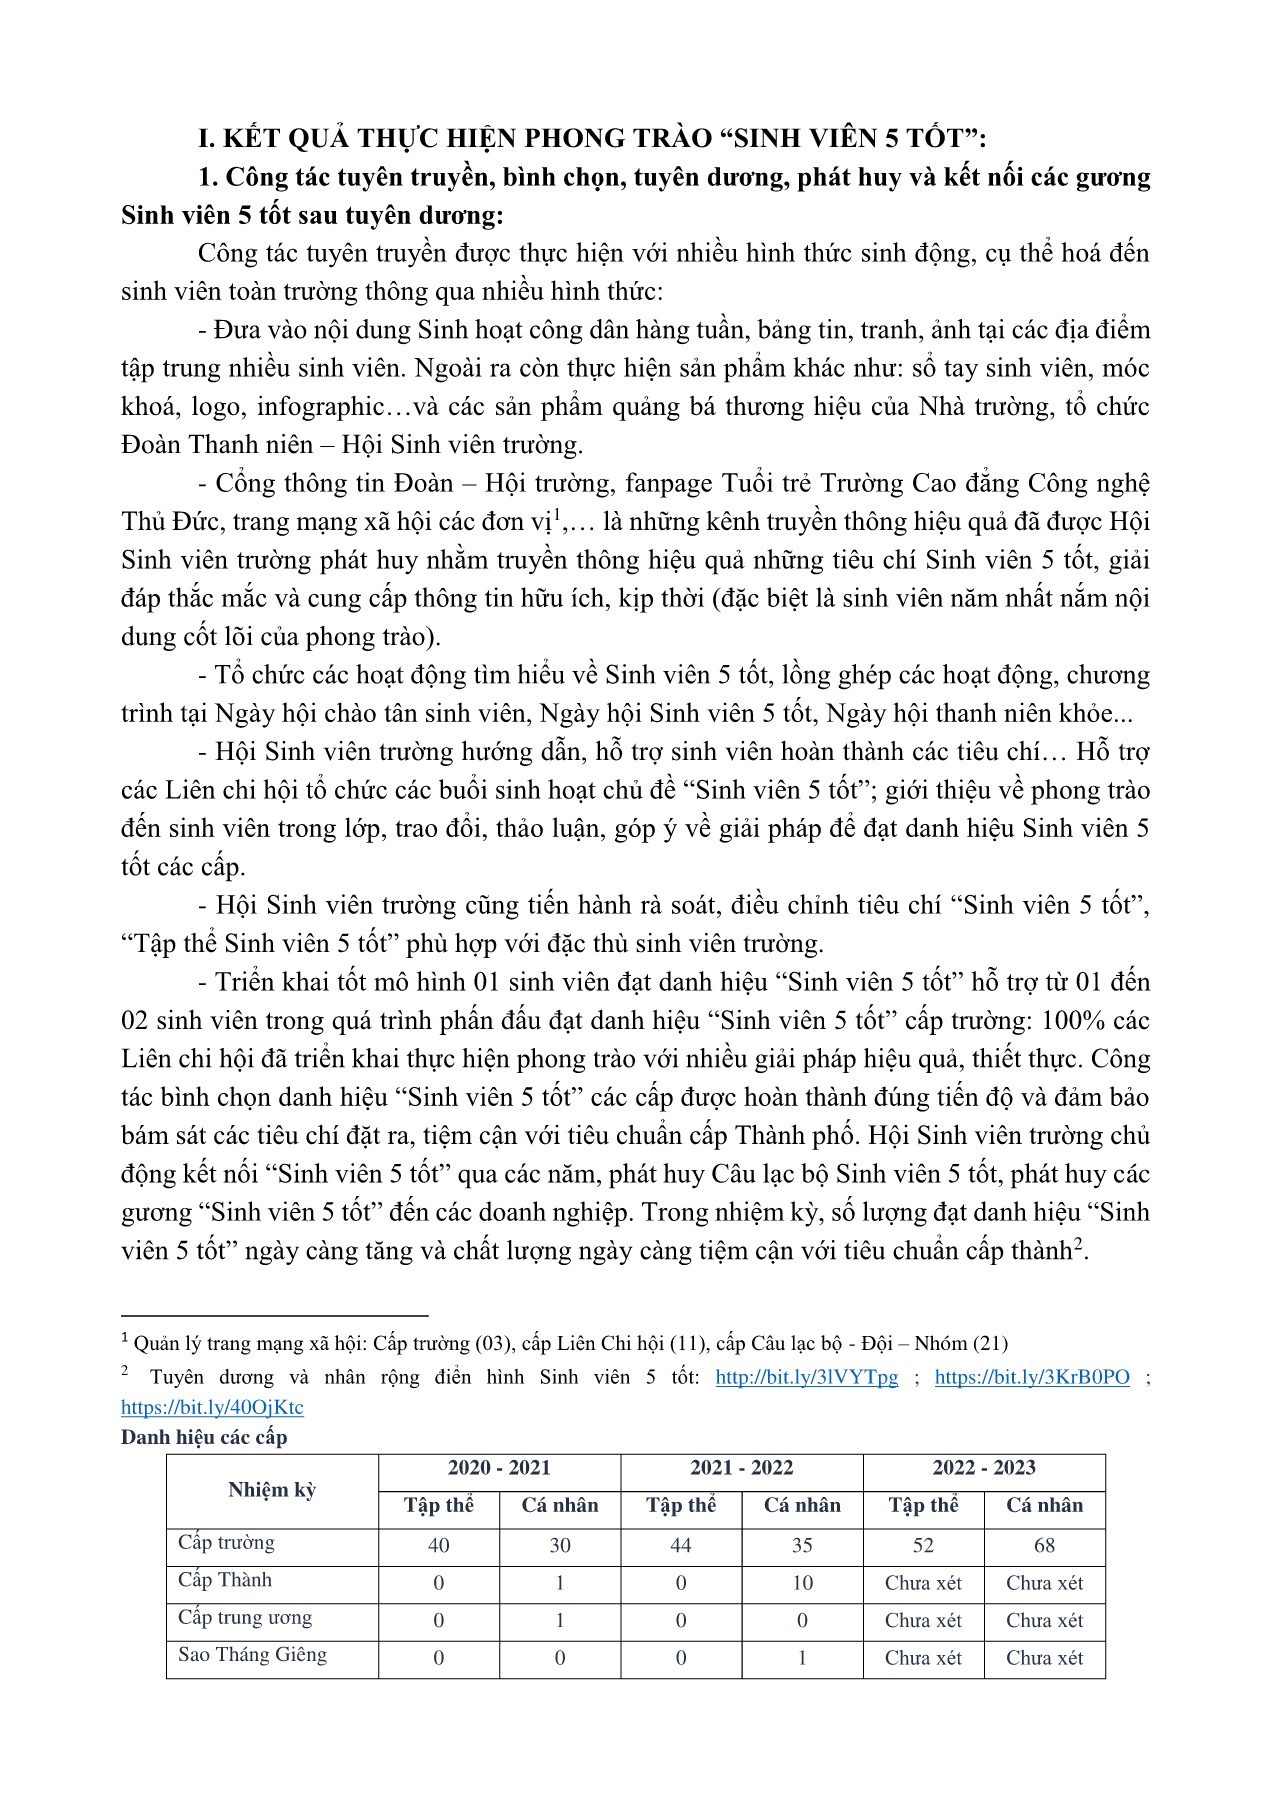 I. KẾT QUẢ THỰC HIỆN PHONG TRÀO “SINH VIÊN 5 TỐT”:
1. Công tác tuyên truyền, bình chọn, tuyên dương, phát huy và kết nối các gương
Sinh viên 5 tốt sau tuyên dương:
Công tác tuyên truyền được thực hiện với nhiều hình thức sinh động, cụ thể hoá đến
sinh viên toàn trường thông qua nhiều hình thức:
- Đưa vào nội dung Sinh hoạt công dân hàng tuần, bảng tin, tranh, ảnh tại các địa điểm
tập trung nhiều sinh viên. Ngoài ra còn thực hiện sản phẩm khác như: sổ tay sinh viên, móc
khoá, logo, infographic…và các sản phẩm quảng bá thương hiệu của Nhà trường, tổ chức
Đoàn Thanh niên – Hội Sinh viên trường.
- Cổng thông tin Đoàn – Hội trường, fanpage Tuổi trẻ Trường Cao đẳng Công nghệ
Thủ Đức, trang mạng xã hội các đơn vị1,… là những kênh truyền thông hiệu quả đã được Hội
Sinh viên trường phát huy nhằm truyền thông hiệu quả những tiêu chí Sinh viên 5 tốt, giải
đáp thắc mắc và cung cấp thông tin hữu ích, kịp thời (đặc biệt là sinh viên năm nhất nắm nội
dung cốt lõi của phong trào).
- Tổ chức các hoạt động tìm hiểu về Sinh viên 5 tốt, lồng ghép các hoạt động, chương
trình tại Ngày hội chào tân sinh viên, Ngày hội Sinh viên 5 tốt, Ngày hội thanh niên khỏe...
- Hội Sinh viên trường hướng dẫn, hỗ trợ sinh viên hoàn thành các tiêu chí… Hỗ trợ
các Liên chi hội tổ chức các buổi sinh hoạt chủ đề “Sinh viên 5 tốt”; giới thiệu về phong trào
đến sinh viên trong lớp, trao đổi, thảo luận, góp ý về giải pháp để đạt danh hiệu Sinh viên 5
tốt các cấp.
- Hội Sinh viên trường cũng tiến hành rà soát, điều chỉnh tiêu chí “Sinh viên 5 tốt”,
“Tập thể Sinh viên 5 tốt” phù hợp với đặc thù sinh viên trường.
- Triển khai tốt mô hình 01 sinh viên đạt danh hiệu “Sinh viên 5 tốt” hỗ trợ từ 01 đến
02 sinh viên trong quá trình phấn đấu đạt danh hiệu “Sinh viên 5 tốt” cấp trường: 100% các
Liên chi hội đã triển khai thực hiện phong trào với nhiều giải pháp hiệu quả, thiết thực. Công
tác bình chọn danh hiệu “Sinh viên 5 tốt” các cấp được hoàn thành đúng tiến độ và đảm bảo
bám sát các tiêu chí đặt ra, tiệm cận với tiêu chuẩn cấp Thành phố. Hội Sinh viên trường chủ
động kết nối “Sinh viên 5 tốt” qua các năm, phát huy Câu lạc bộ Sinh viên 5 tốt, phát huy các
gương “Sinh viên 5 tốt” đến các doanh nghiệp. Trong nhiệm kỳ, số lượng đạt danh hiệu “Sinh
viên 5 tốt” ngày càng tăng và chất lượng ngày càng tiệm cận với tiêu chuẩn cấp thành2.
1 Quản lý trang mạng xã hội: Cấp trường (03), cấp Liên Chi hội (11), cấp Câu lạc bộ - Đội – Nhóm (21)
2 Tuyên dương và nhân rộng điển hình Sinh viên 5 tốt: http://bit.ly/3lVYTpg ; https://bit.ly/3KrB0PO ;
https://bit.ly/40OjKtc
Danh hiệu các cấp
Nhiệm kỳ 2020 - 2021 2021 - 2022 2022 - 2023
Tập thể Cá nhân Tập thể Cá nhân Tập thể Cá nhân
Cấp trường 40 30 44 35 52 68
Cấp Thành 0 1 0 10 Chưa xét Chưa xét
Cấp trung ương 0 1 0 0 Chưa xét Chưa xét
Sao Tháng Giêng 0 0 0 1 Chưa xét Chưa xét